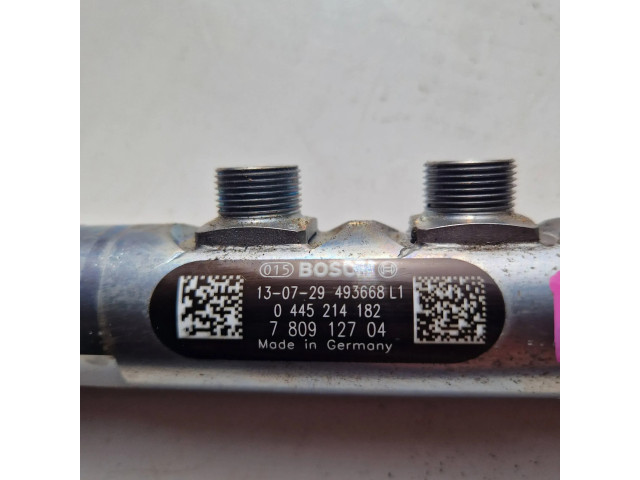 015 BOSCH
13-07-29 493668 L1
0 445 214 182
7 809 127 04
Made in Germany